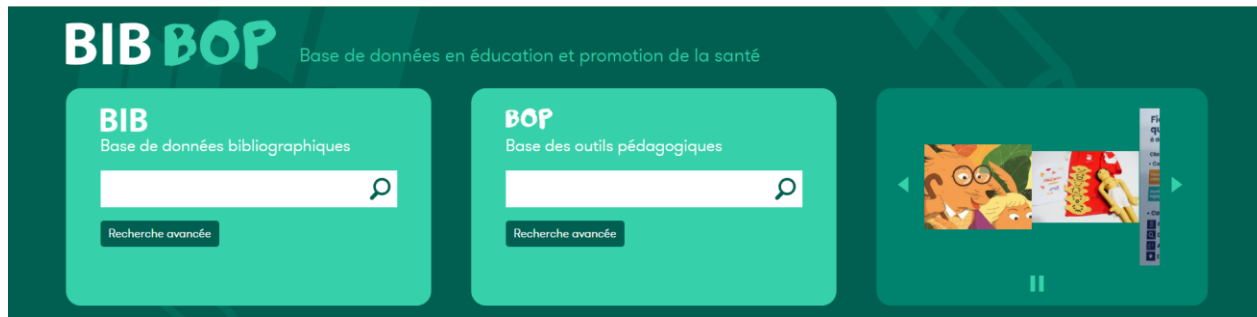 BIB BOP
Base de données en éducation et promotion de la santé
BIB
Base de données bibliographiques
Recherche avancée
BOP
Base des outils pédagogiques
Recherche avancée